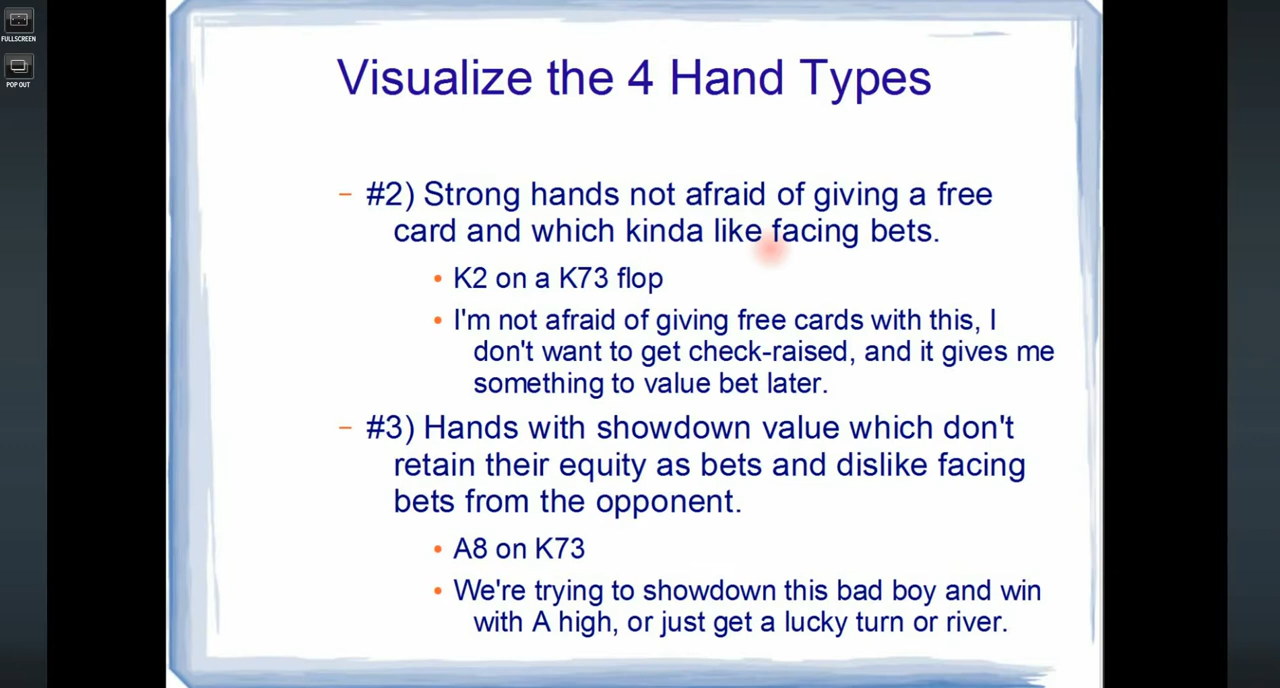 FULLSCREEN
POP OUT
Visualize the 4 Hand Types
– #2) Strong hands not afraid of giving a free
card and which kinda like facing bets.
• K2 on a K73 flop
• I'm not afraid of giving free cards with this, I
don't want to get check-raised, and it gives me
something to value bet later.
– #3) Hands with showdown value which don't
retain their equity as bets and dislike facing
bets from the opponent.
• A8 on K73
• We're trying to showdown this bad boy and win
with A high, or just get a lucky turn or river.